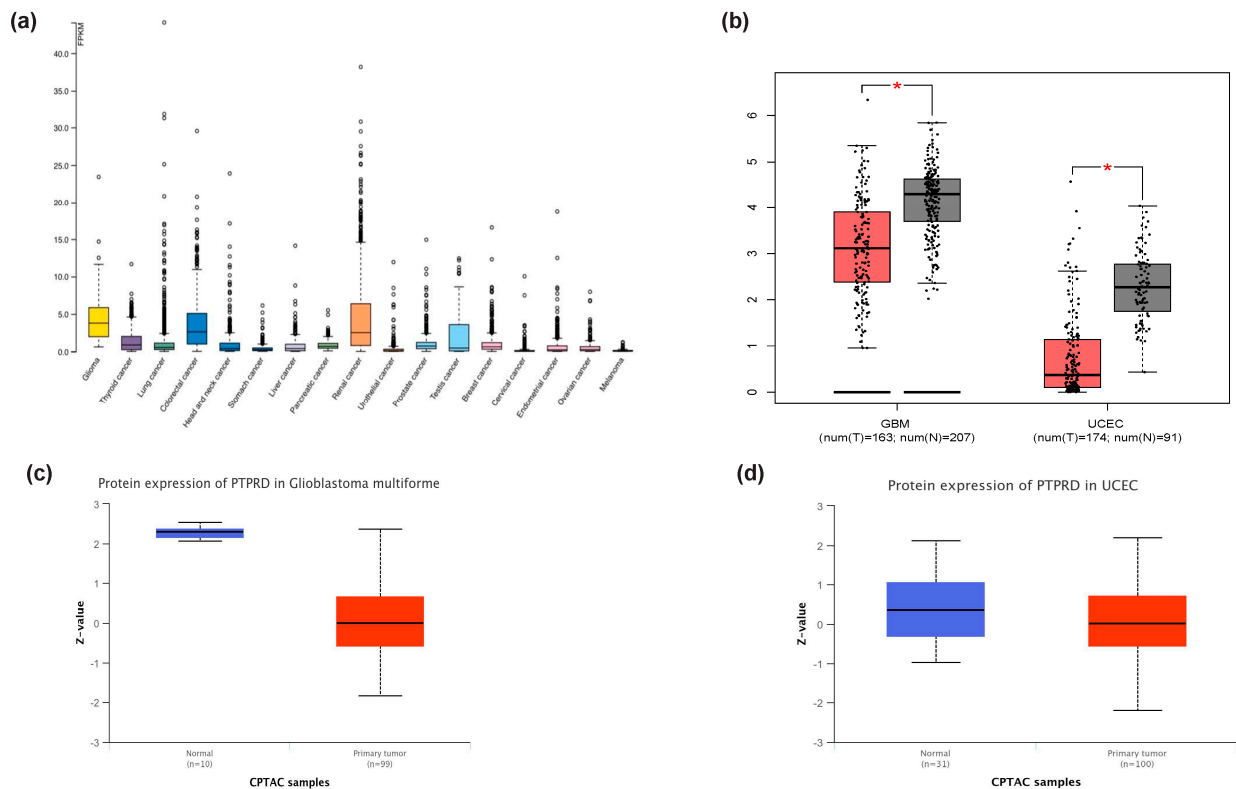 (a)
FPKM
40.0
35.0
30.0
25.0
20.0
15.0
10.0
5.0
0.0
Glioma
Thyroid cancer
Lung cancer
Colorectal cancer
Head and neck cancer
Stomach cancer
Liver cancer
Pancreatic cancer
Renal cancer
Urothelial cancer
Prostate cancer
Testis cancer
Breast cancer
Cervical cancer
Endometrial cancer
Ovarian cancer
Melanoma
(b)
6
5
4
3
2
1
0
*
*
GBM
(num(T)=163; num(N)=207)
UCEC
(num(T)=174; num(N)=91)
(c)
Protein expression of PTPRD in Glioblastoma multiforme
Z-value
3
2
1
0
-1
-2
-3
Normal
(n=10)
Primary tumor
(n=99)
CPTAC samples
(d)
Protein expression of PTPRD in UCEC
Z-value
3
2
1
0
-1
-2
-3
Normal
(n=31)
Primary tumor
(n=100)
CPTAC samples